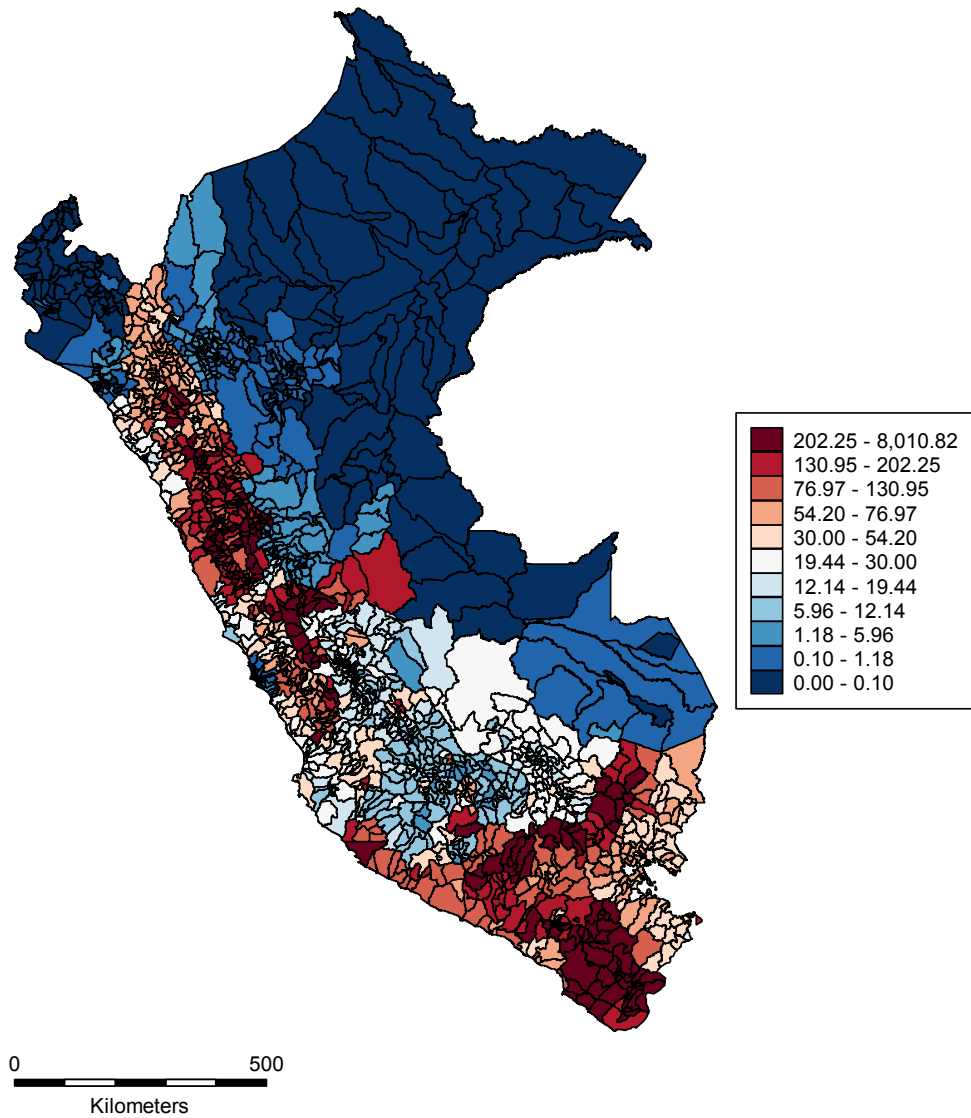 202.25 - 8,010.82
130.95 - 202.25
76.97 - 130.95
54.20 - 76.97
30.00 - 54.20
19.44 - 30.00
12.14 - 19.44
5.96 - 12.14
1.18 - 5.96
0.10 - 1.18
0.00 - 0.10
0 500
Kilometers